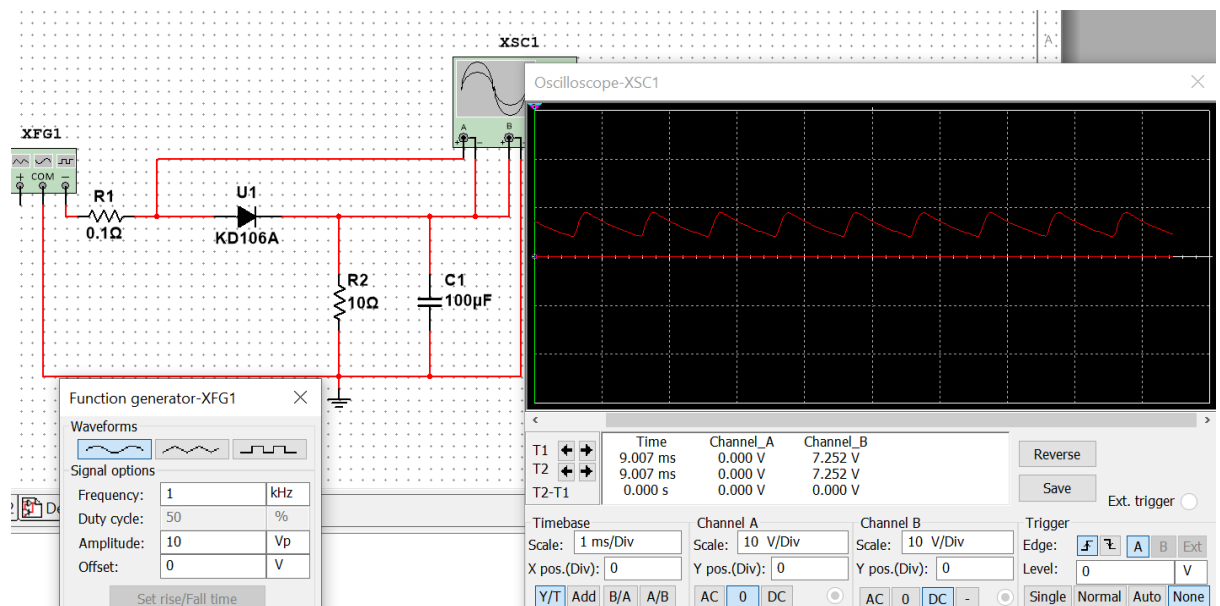 XSC1
A
Oscilloscope-XSC1
A B
+ - +
XFG1
+ COM -
R1
0.1Ω
U1
KD106A
R2
10Ω
C1
100µF
Function generator-XFG1
Waveforms
Signal options
Frequency: 1 kHz
Duty cycle: 50 %
Amplitude: 10 Vp
Offset: 0 V
Set rise/Fall time
2 De
T1
T2
T2-T1
Time Channel_A Channel_B
9.007 ms 0.000 V 7.252 V
9.007 ms 0.000 V 7.252 V
0.000 s 0.000 V 0.000 V
Reverse
Save
Ext. trigger
Timebase
Scale: 1 ms/Div
X pos.(Div): 0
Y/T Add B/A A/B
Channel A
Scale: 10 V/Div
Y pos.(Div): 0
AC 0 DC
Channel B
Scale: 10 V/Div
Y pos.(Div): 0
AC 0 DC -
Trigger
Edge: A B Ext
Level: 0 V
Single Normal Auto None